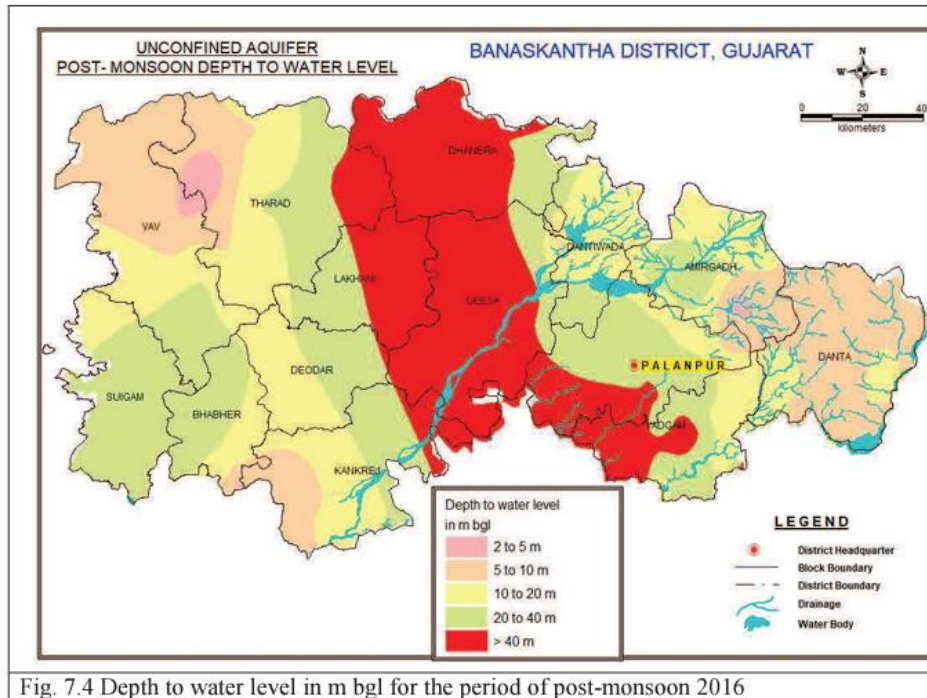 UNCONFINED AQUIFER
POST- MONSOON DEPTH TO WATER LEVEL
BANASKANTHA DISTRICT, GUJARAT
N
W E
S
0 20 40
kilometers
DHANERA
THARAD
VAV
DANTIWADA
AMIRGADH
LAKHANI
DEESA
DANTA
PALANPUR
DEODAR
SUIGAM
BHABHER
VADGAM
KANKREJ
Depth to water level
in m bgl
2 to 5 m
5 to 10 m
10 to 20 m
20 to 40 m
> 40 m
LEGEND
District Headquarter
Block Boundary
District Boundary
Drainage
Water Body
Fig. 7.4 Depth to water level in m bgl for the period of post-monsoon 2016